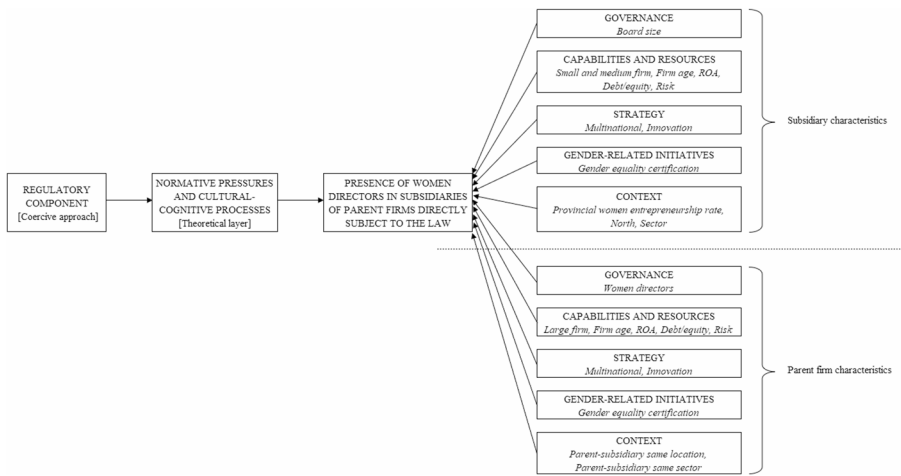 REGULATORY
COMPONENT
[Coercive approach]
NORMATIVE PRESSURES
AND CULTURAL-
COGNITIVE PROCESSES
[Theoretical layer]
PRESENCE OF WOMEN
DIRECTORS IN SUBSIDIARIES
OF PARENT FIRMS DIRECTLY
SUBJECT TO THE LAW
GOVERNANCE
Board size
CAPABILITIES AND RESOURCES
Small and medium firm, Firm age, ROA,
Debt/equity, Risk
STRATEGY
Multinational, Innovation
GENDER-RELATED INITIATIVES
Gender equality certification
CONTEXT
Provincial women entrepreneurship rate,
North, Sector
Subsidiary characteristics
GOVERNANCE
Women directors
CAPABILITIES AND RESOURCES
Large firm, Firm age, ROA, Debt/equity, Risk
STRATEGY
Multinational, Innovation
GENDER-RELATED INITIATIVES
Gender equality certification
CONTEXT
Parent-subsidiary same location,
Parent-subsidiary same sector
Parent firm characteristics